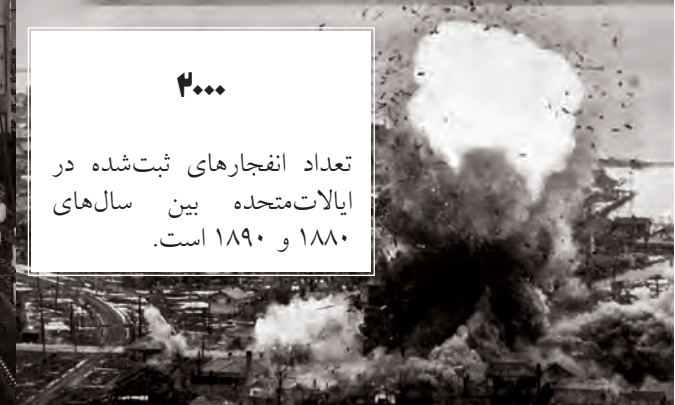 ۲۰۰۰
تعداد انفجارهای ثبت‌شده در
ایالات‌متحده بین سال‌های
۱۸۸۰ و ۱۸۹۰ است.